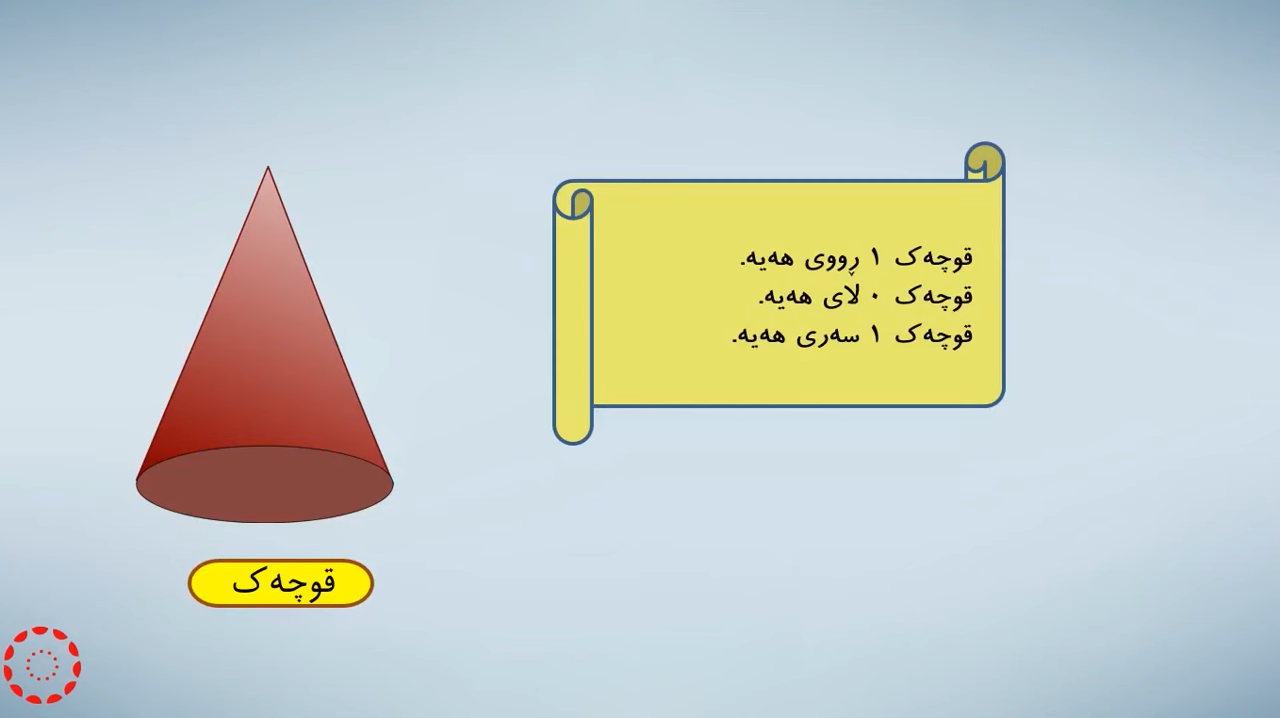 قوچەک ١ ڕووی هەیە.
قوچەک ٠ لای هەیە.
قوچەک ١ سەری هەیە.
قوچەک